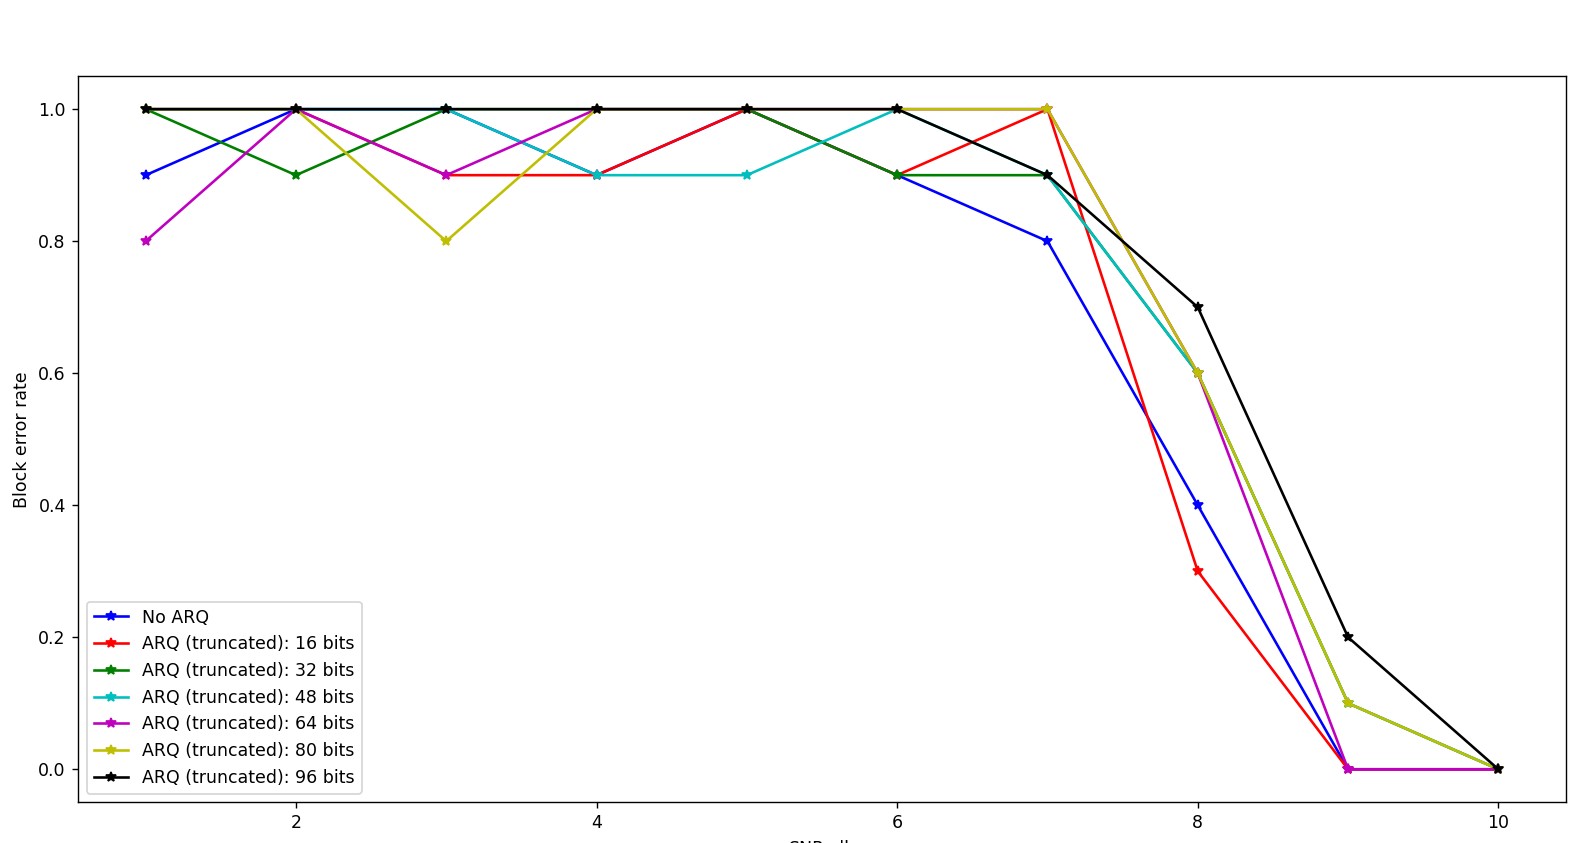 1.0
0.8
0.6
0.4
0.2
0.0
Block error rate
No ARQ
ARQ (truncated): 16 bits
ARQ (truncated): 32 bits
ARQ (truncated): 48 bits
ARQ (truncated): 64 bits
ARQ (truncated): 80 bits
ARQ (truncated): 96 bits
2 4 6 8 10